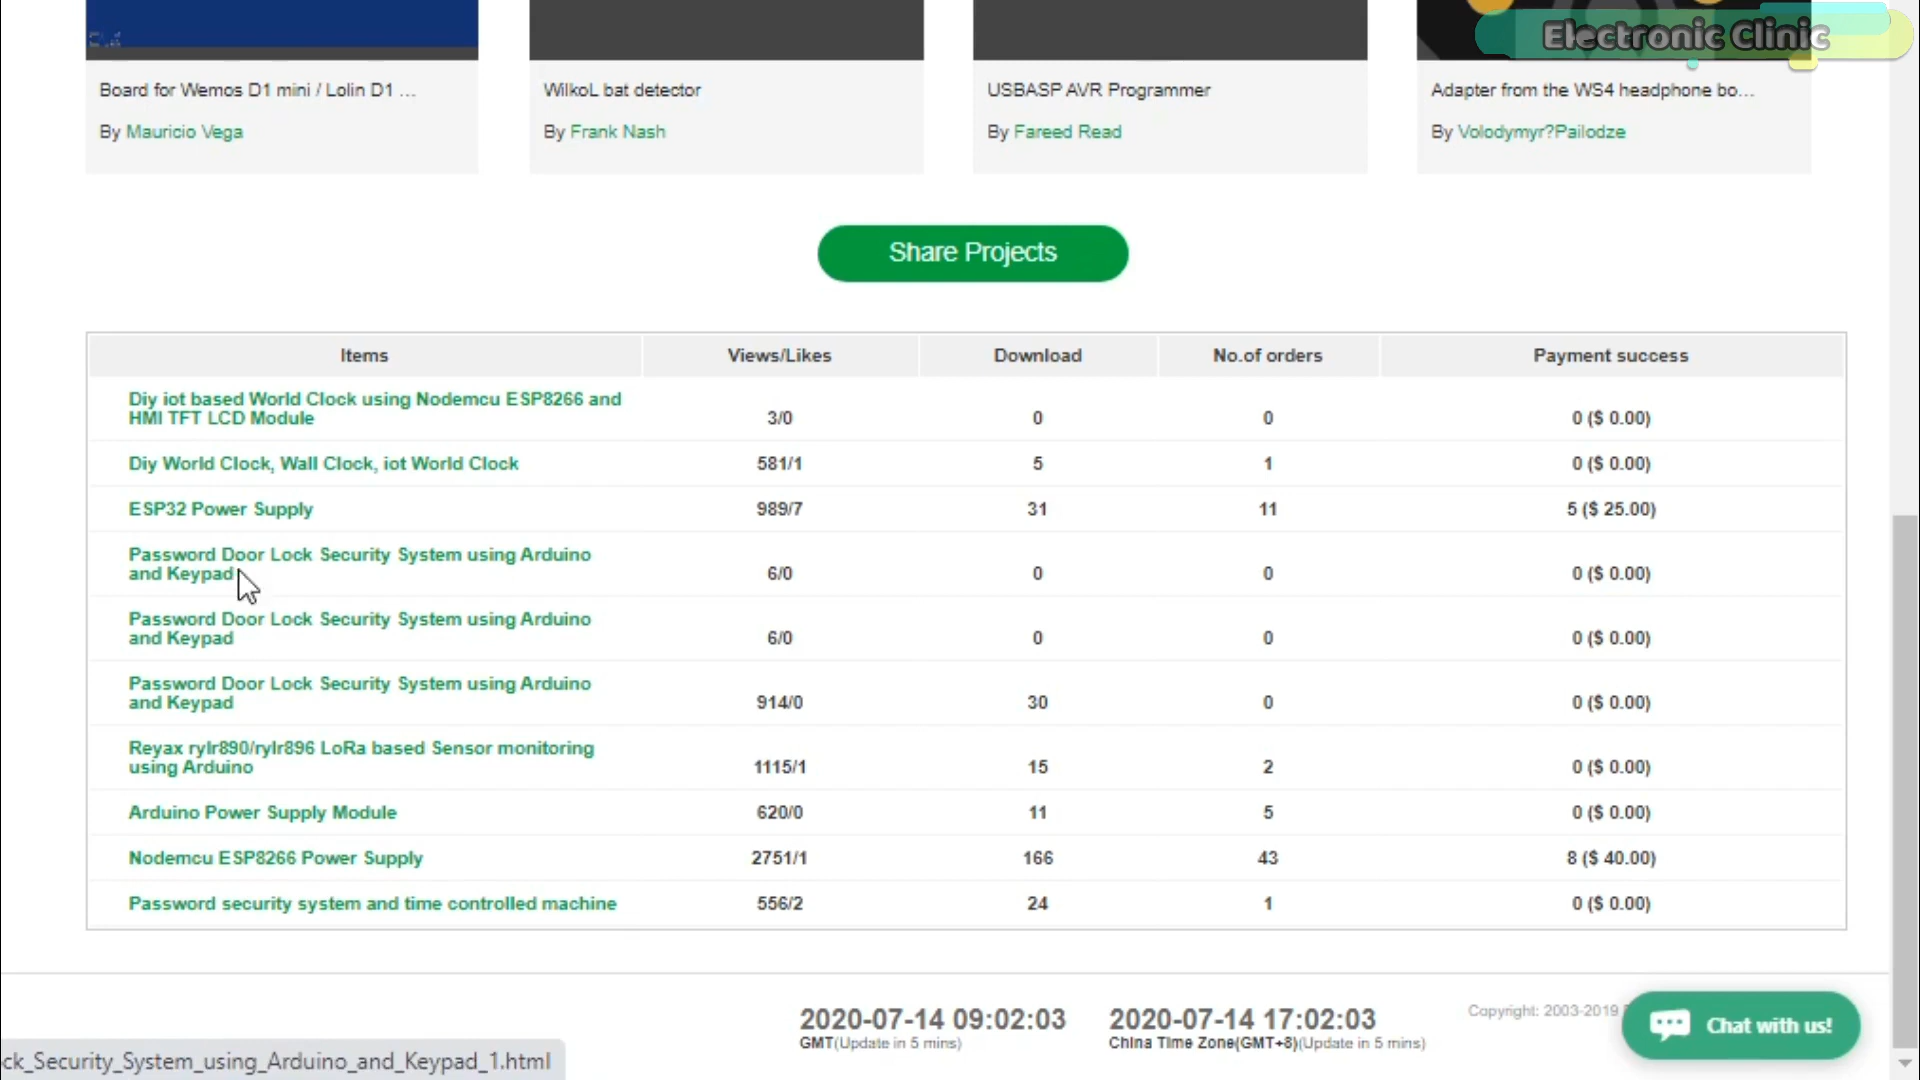 Electronic Clinic
Board for Wemos D1 mini / Lolin D1 ...
By Mauricio Vega
WilkoL bat detector
By Frank Nash
USBASP AVR Programmer
By Fareed Read
Adapter from the WS4 headphone bo...
By Volodymyr?Pailodze
Share Projects
Items Views/Likes Download No.of orders Payment success
Diy iot based World Clock using Nodemcu ESP8266 and
HMI TFT LCD Module 3/0 0 0 0 ($ 0.00)
Diy World Clock, Wall Clock, iot World Clock 581/1 5 1 0 ($ 0.00)
ESP32 Power Supply 989/7 31 11 5 ($ 25.00)
Password Door Lock Security System using Arduino
and Keypad 6/0 0 0 0 ($ 0.00)
Password Door Lock Security System using Arduino
and Keypad 6/0 0 0 0 ($ 0.00)
Password Door Lock Security System using Arduino
and Keypad 914/0 30 0 0 ($ 0.00)
Reyax rylr890/rylr896 LoRa based Sensor monitoring
using Arduino 1115/1 15 2 0 ($ 0.00)
Arduino Power Supply Module 620/0 11 5 0 ($ 0.00)
Nodemcu ESP8266 Power Supply 2751/1 166 43 8 ($ 40.00)
Password security system and time controlled machine 556/2 24 1 0 ($ 0.00)
2020-07-14 09:02:03
GMT(Update in 5 mins)
2020-07-14 17:02:03
China Time Zone(GMT+8)(Update in 5 mins)
Copyright: 2003-2019
Chat with us!
ck_Security_System_using_Arduino_and_Keypad_1.html